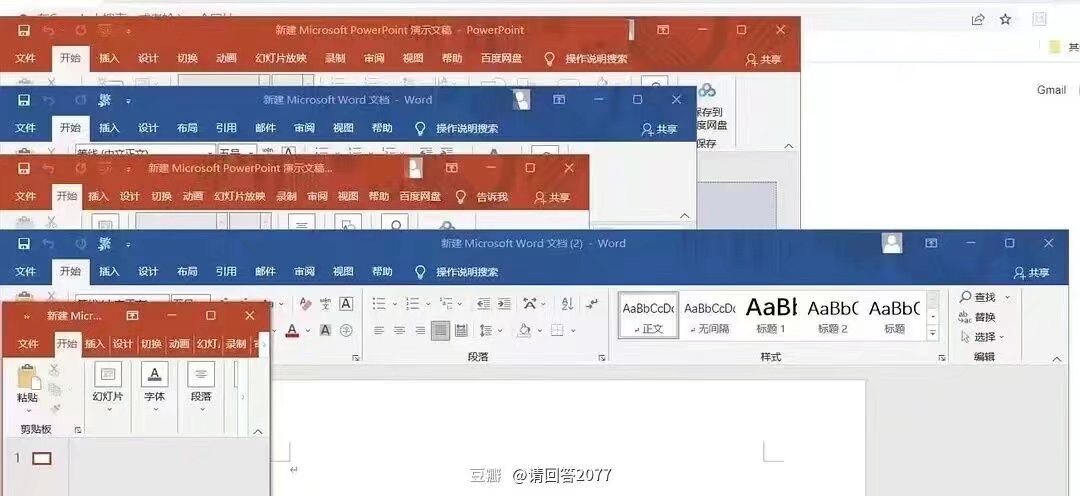 新建 Microsoft PowerPoint 演示文稿 - PowerPoint
文件 开始 插入 设计 切换 动画 幻灯片放映 录制 审阅 视图 帮助 百度网盘 操作说明搜索 共享
Gmail
保存到
度网盘
保存
新建 Microsoft Word 文档 - Word
文件 开始 插入 设计 布局 引用 邮件 审阅 视图 帮助 操作说明搜索 共享
新建 Microsoft PowerPoint 演示文稿...
文件 开始 插入 设计 切换 动画 幻灯片放映 录制 审阅 视图 帮助 百度网盘 告诉我 共享
新建 Microsoft Word 文档 (2) - Word
文件 开始 插入 设计 布局 引用 邮件 审阅 视图 帮助 操作说明搜索 共享
AaBbCcDc AaBbCcDc AaBb AaBbC AaBbC
正文 无间隔 标题 1 标题 2 标题
查找
替换
选择
段落 样式 编辑
新建 Micr...
文件 开始 插入 设计 切换 动画 幻灯 录制
粘贴 幻灯片 字体 段落
剪贴板
1
豆瓣 @请回答2077